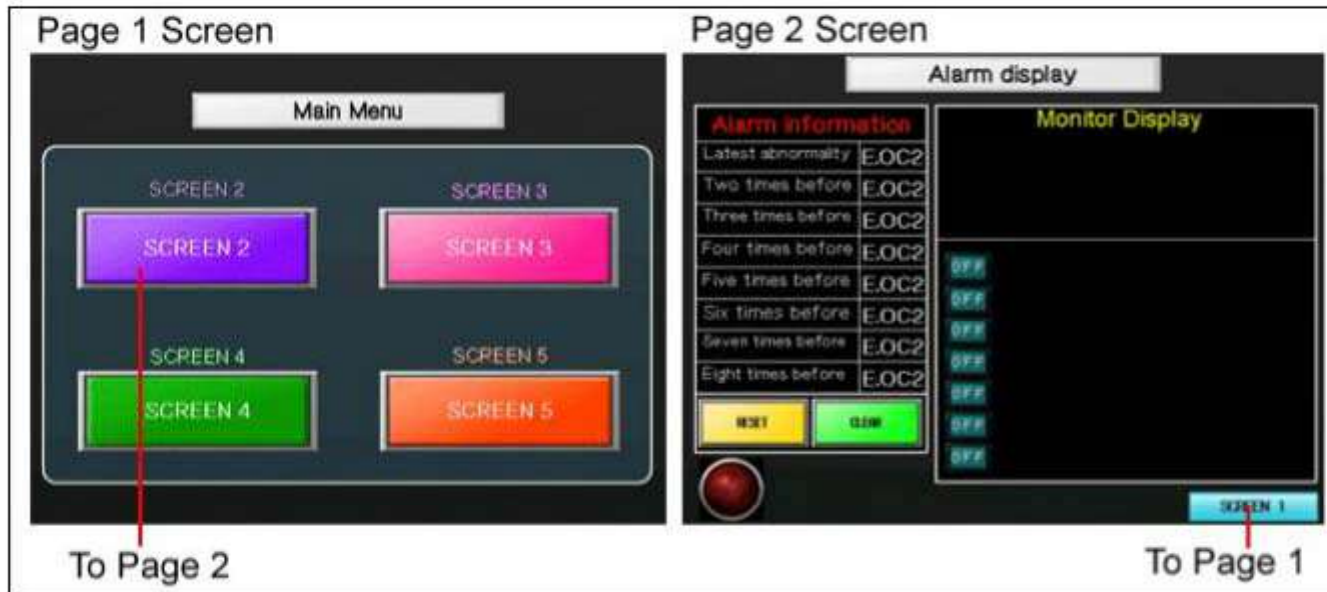 Page 1 Screen
Main Menu
SCREEN 2
SCREEN 3
SCREEN 2
SCREEN 3
SCREEN 4
SCREEN 5
SCREEN 4
SCREEN 5
To Page 2
Page 2 Screen
Alarm display
Alarm information
Latest abnormality E.OC2
Two times before E.OC2
Three times before E.OC2
Four times before E.OC2
Five times before E.OC2
Six times before E.OC2
Seven times before E.OC2
Eight times before E.OC2
RESET
CLEAR
Monitor Display
OFF
OFF
OFF
OFF
OFF
OFF
OFF
SCREEN 1
To Page 1